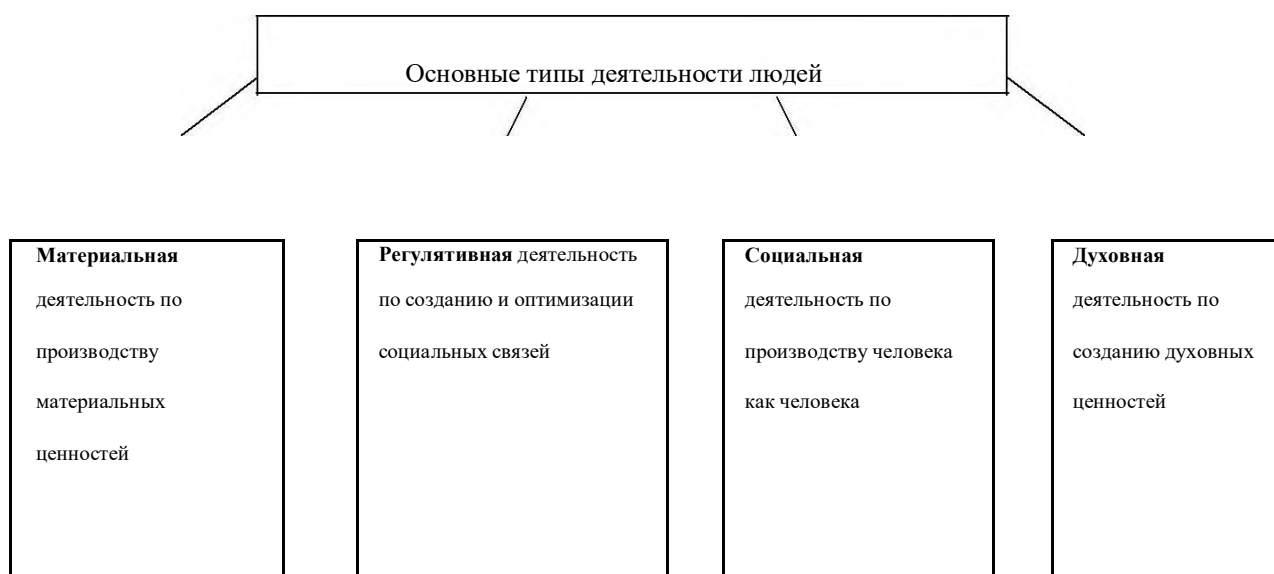 Основные типы деятельности людей
Материальная
деятельность по
производству
материальных
ценностей
Регулятивная деятельность
по созданию и оптимизации
социальных связей
Социальная
деятельность по
производству человека
как человека
Духовная
деятельность по
созданию духовных
ценностей